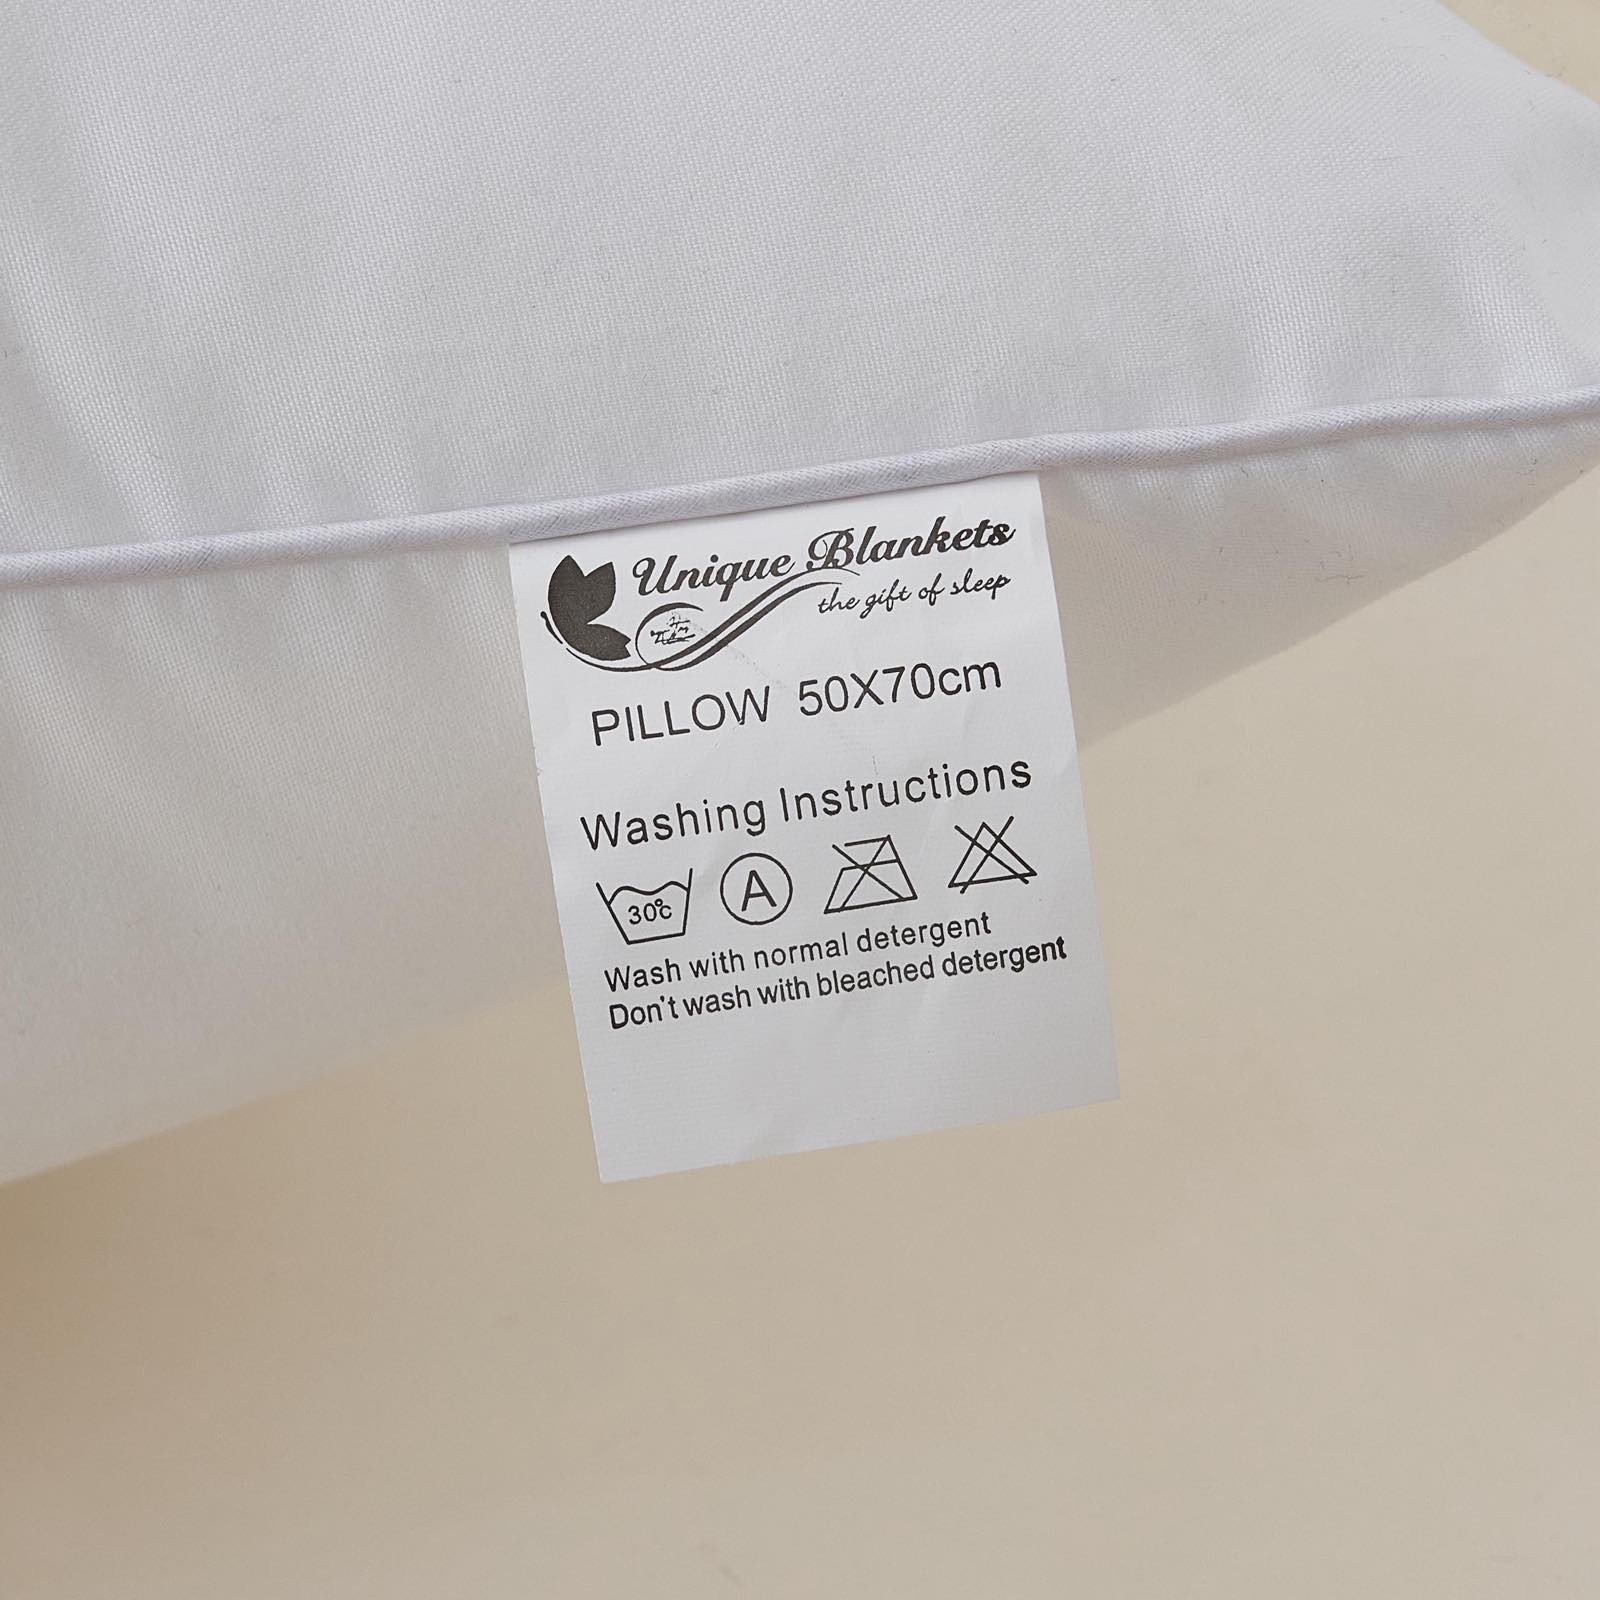 Unique Blankets
the gift of sleep
PILLOW 50X70cm
Washing Instructions
30℃ A
Wash with normal detergent
Don't wash with bleached detergent